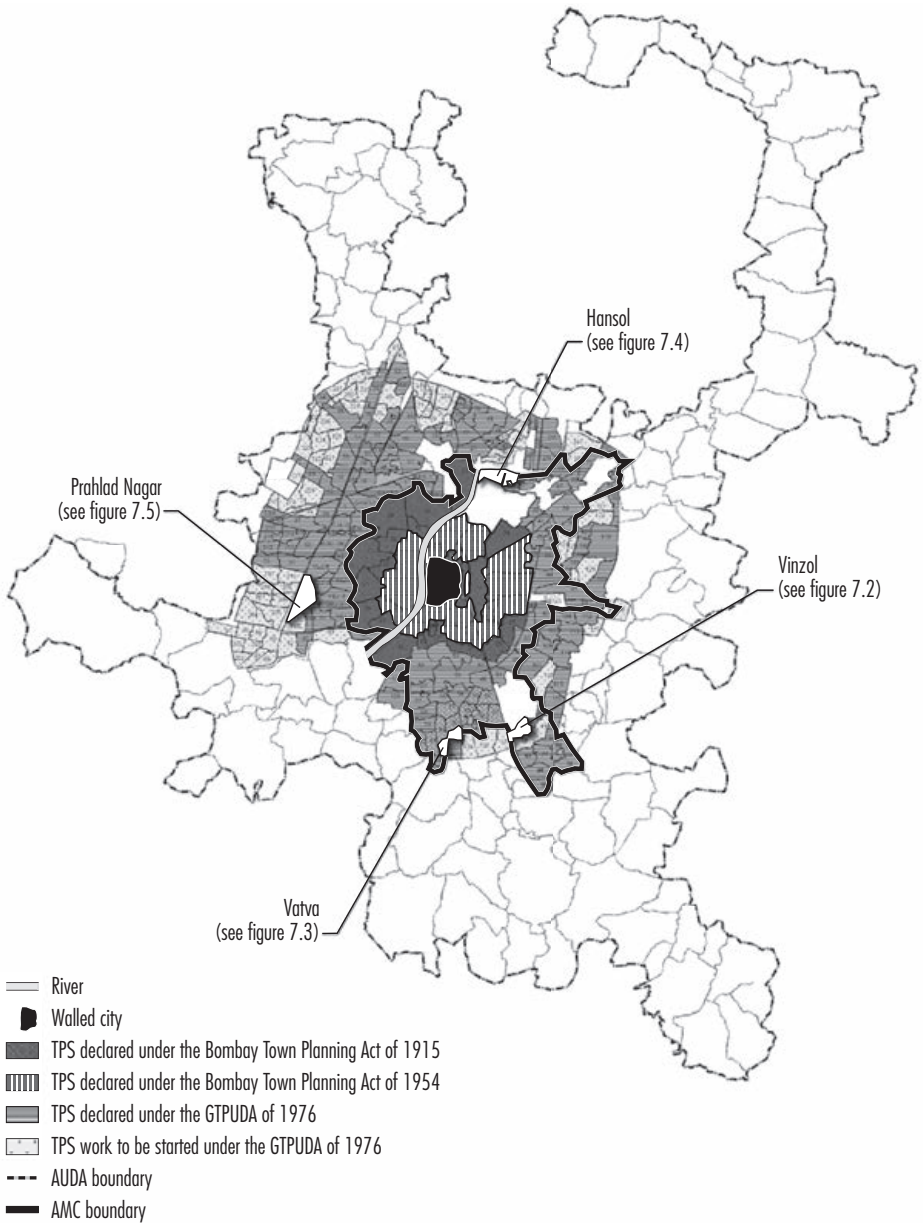 Hansol
(see figure 7.4)
Prahlad Nagar
(see figure 7.5)
Vinzol
(see figure 7.2)
Vatva
(see figure 7.3)
River
Walled city
TPS declared under the Bombay Town Planning Act of 1915
TPS declared under the Bombay Town Planning Act of 1954
TPS declared under the GTPUDA of 1976
TPS work to be started under the GTPUDA of 1976
AUDA boundary
AMC boundary